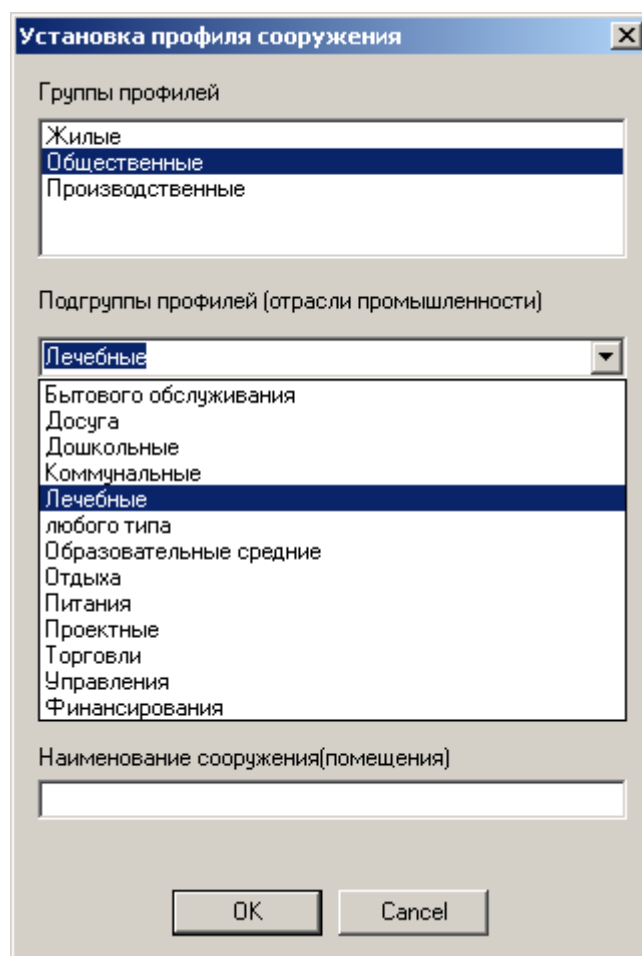 Установка профиля сооружения
Группы профилей
Жилые
Общественные
Производственные
Подгруппы профилей (отрасли промышленности)
Лечебные
Бытового обслуживания
Досуга
Дошкольные
Коммунальные
Лечебные
любого типа
Образовательные средние
Отдыха
Питания
Проектные
Торговли
Управления
Финансирования
Наименование сооружения(помещения)
OK Cancel